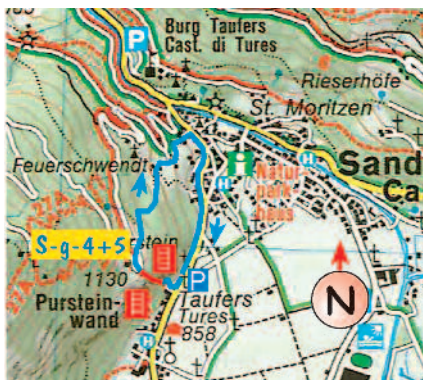 Burg Taufers
Cast. di Tures
P
Rieserhöfe
St. Moritzen
Feuerschwendt
H
i
H
Natur-
park-
haus
Sand
Ca
S-g-4+5
stein
1130
P
Purstein-
wand
Taufers
Tures
858
H
N
H